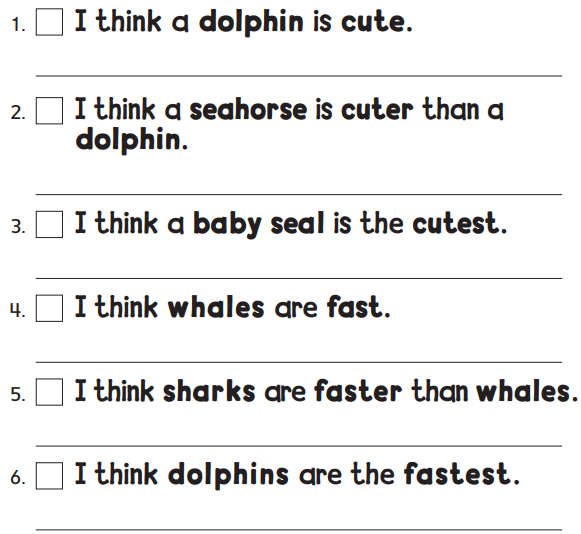 1. I think a dolphin is cute.
2. I think a seahorse is cuter than a
dolphin.
3. I think a baby seal is the cutest.
4. I think whales are fast.
5. I think sharks are faster than whales.
6. I think dolphins are the fastest.